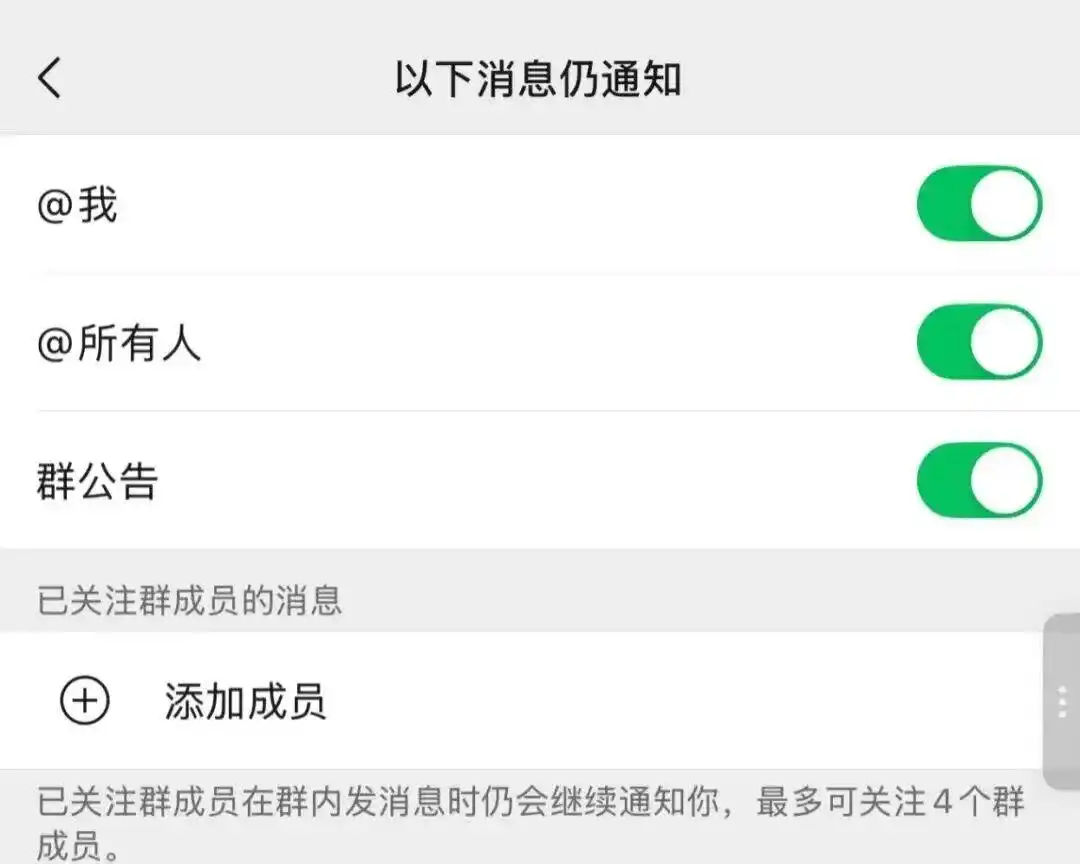 以下消息仍通知
@我
@所有人
群公告
已关注群成员的消息
添加成员
已关注群成员在群内发消息时仍会继续通知你，最多可关注4个群
成员。